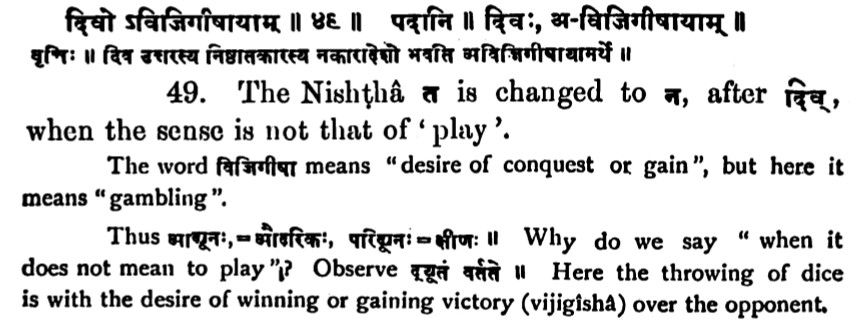 दिवो ऽविजिगीषायाम् ॥ ४९ ॥ पदानि ॥ दिवः, अ-विजिगीषायाम् ॥
वृत्तिः ॥ दिव उत्तरस्य निष्ठातकारस्य नकारादेशो भवति अविजिगीषायामर्थे ॥
49. The Nishṭhâ त is changed to न, after दिव्,
when the sense is not that of ‘play’.
The word विजिगीषा means “desire of conquest or gain”, but here it
means “gambling”.
Thus आद्यूनः,=औदरिकः, परिद्यूनः=क्षीणः ॥ Why do we say “ when it
does not mean to play”? Observe द्यूतं वर्तते ॥ Here the throwing of dice
is with the desire of winning or gaining victory (vijigîshâ) over the opponent.